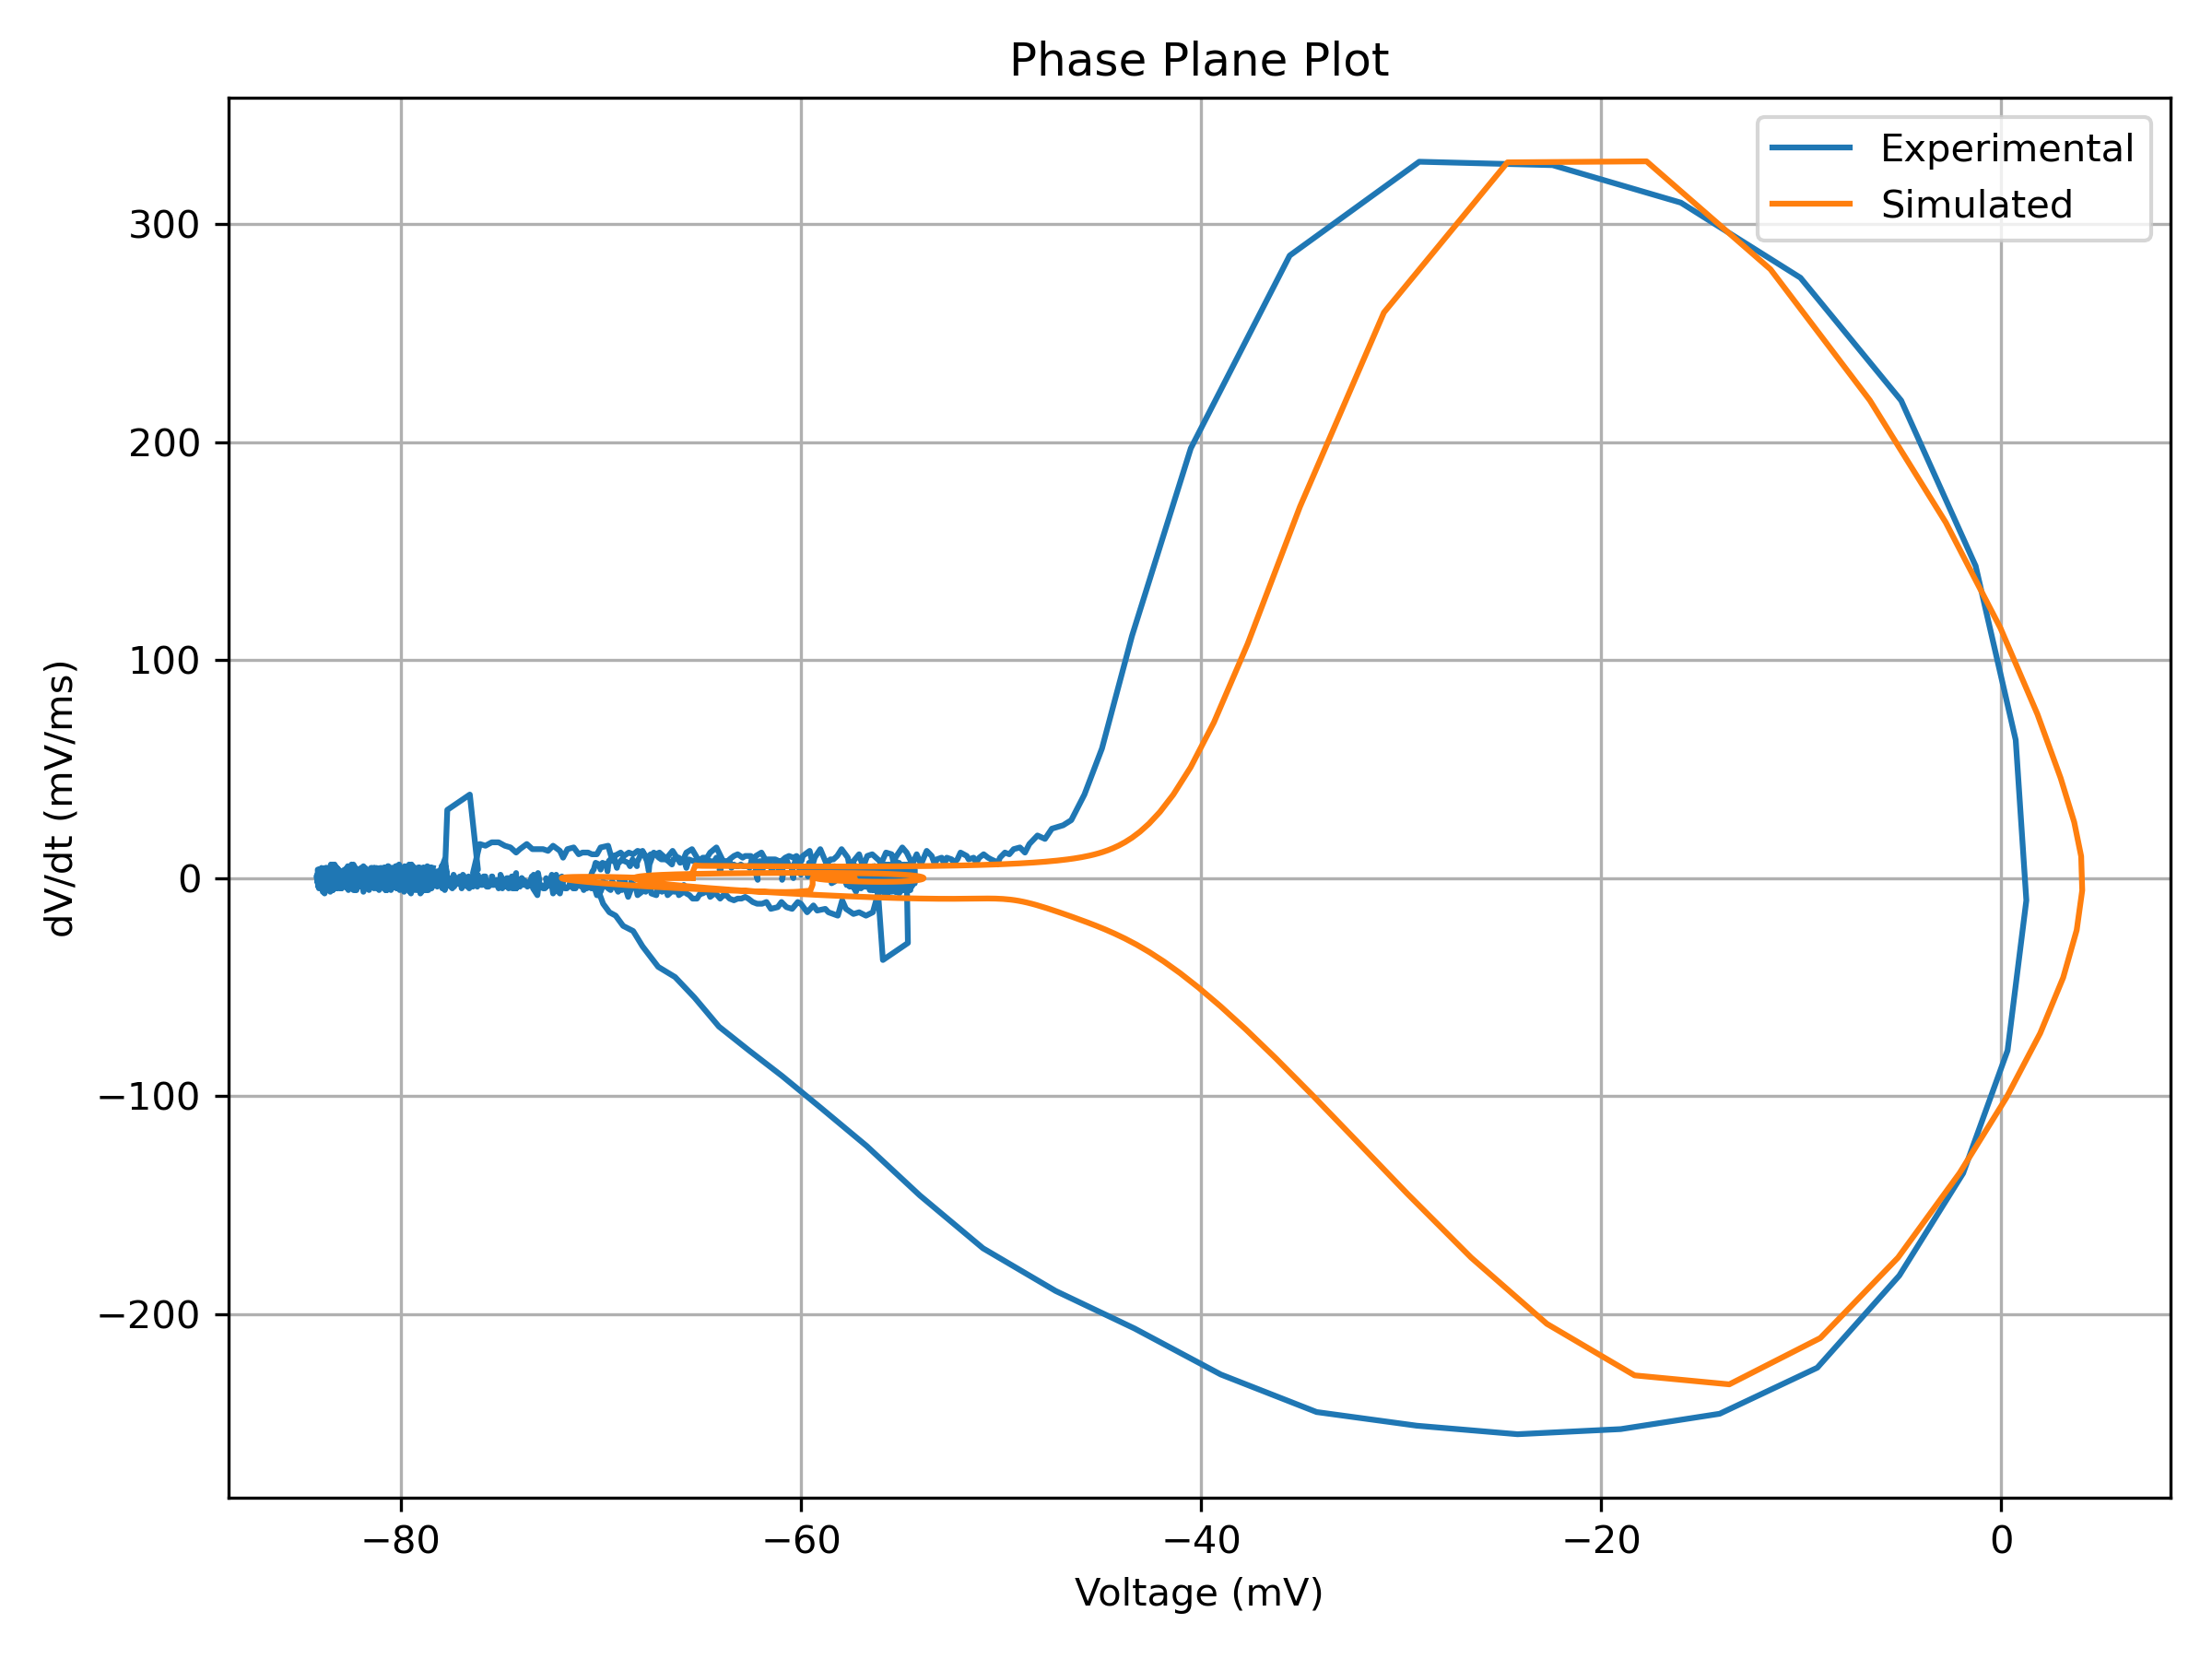 Phase Plane Plot
Experimental
Simulated
dV/dt (mV/ms)
300
200
100
0
−100
−200
−80
−60
−40
−20
0
Voltage (mV)